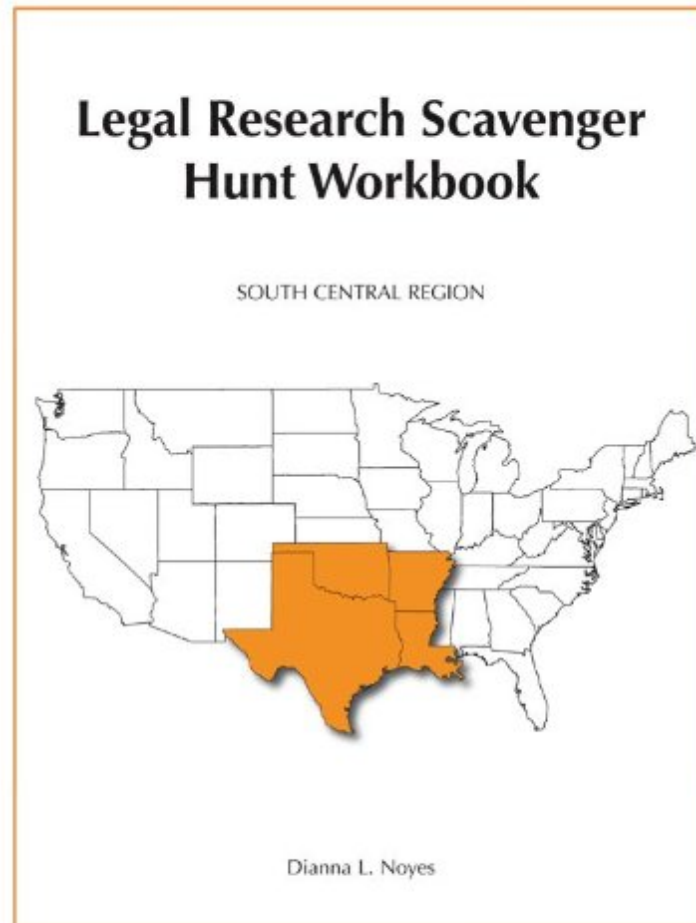 Legal Research Scavenger
Hunt Workbook
SOUTH CENTRAL REGION
Dianna L. Noyes